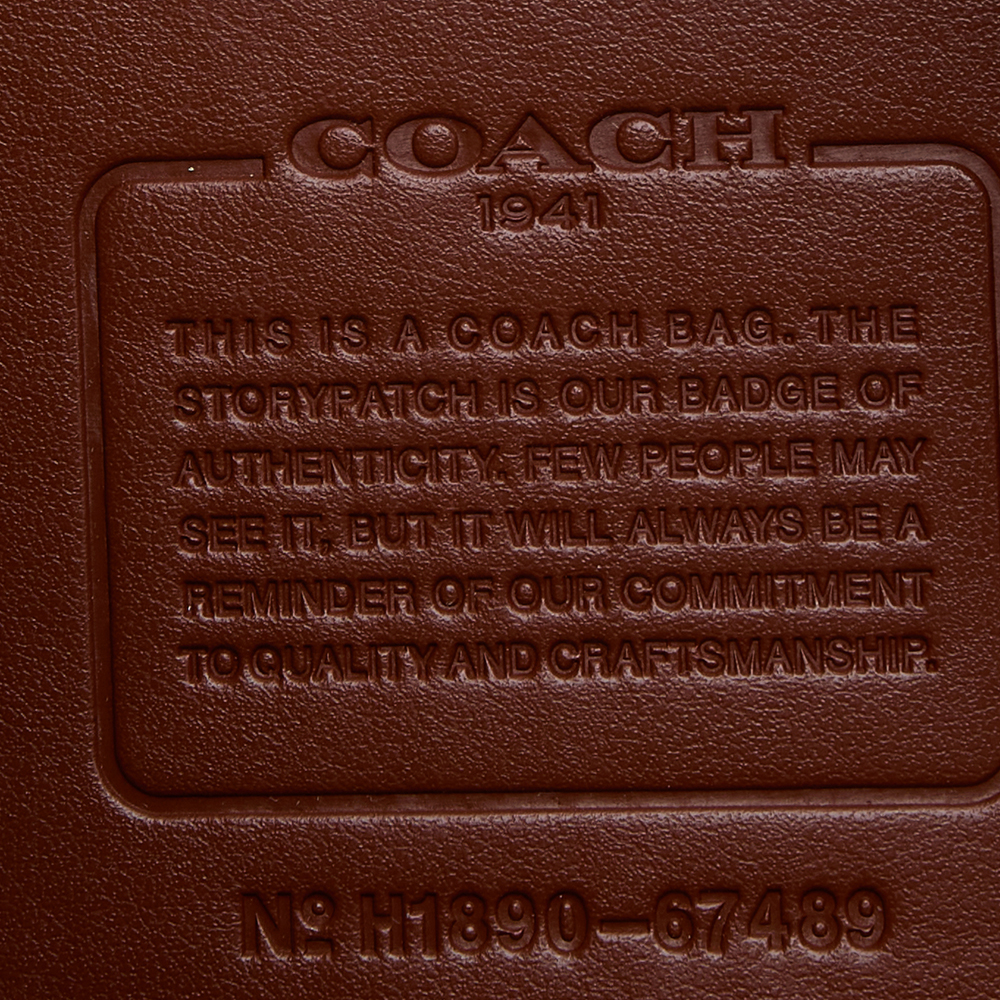 COACH
1941
THIS IS A COACH BAG. THE
STORYPATCH IS OUR BADGE OF
AUTHENTICITY. FEW PEOPLE MAY
SEE IT, BUT IT WILL ALWAYS BE A
REMINDER OF OUR COMMITMENT
TO QUALITY AND CRAFTSMANSHIP.
Nº H1890-67489